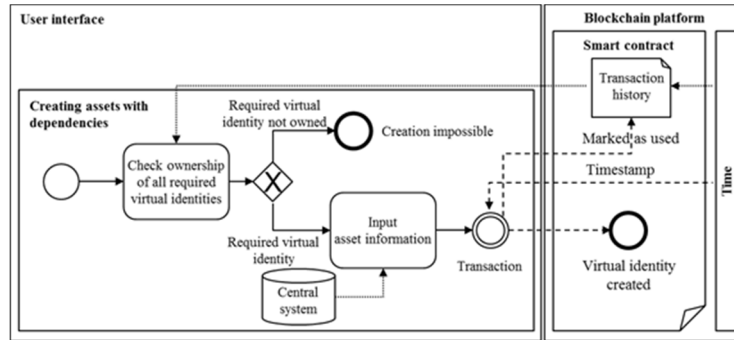 User interface
Blockchain platform
Smart contract
Transaction
history
Creating assets with
dependencies
Required virtual
identity not owned
Creation impossible
Marked as used
Check ownership
of all required
virtual identities
X
Timestamp
Time
Input
asset information
Required virtual
identity
Transaction
Virtual identity
created
Central
system